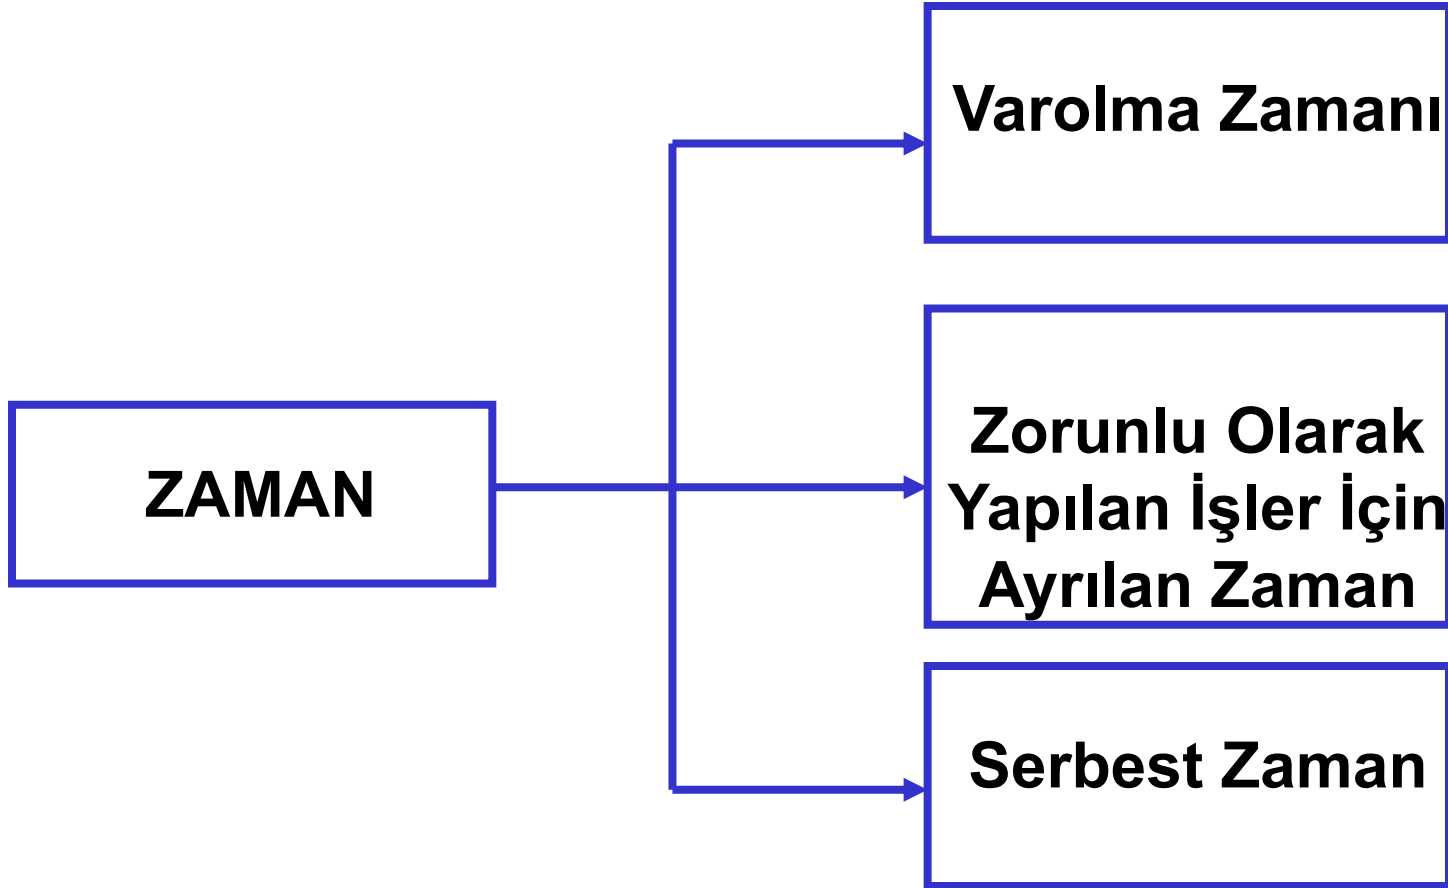 Varolma Zamanı
Zorunlu Olarak
Yapılan İşler İçin
Ayrılan Zaman
ZAMAN
Serbest Zaman